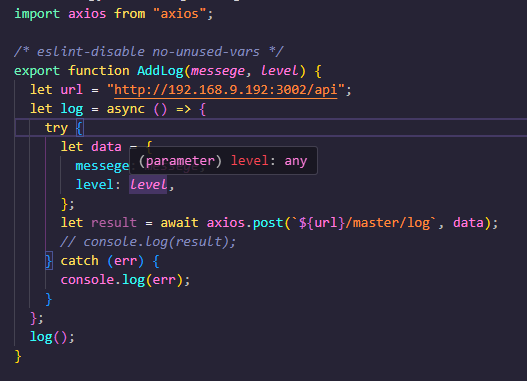 import axios from "axios";
/* eslint-disable no-unused-vars */
export function AddLog(messege, level) {
let url = "http://192.168.9.192:3002/api";
let log = async () => {
try {
let data = {
(parameter) level: any
messege:
level: level,
};
let result = await axios.post(`${url}/master/log`, data);
// console.log(result);
} catch (err) {
console.log(err);
}
};
log();
}